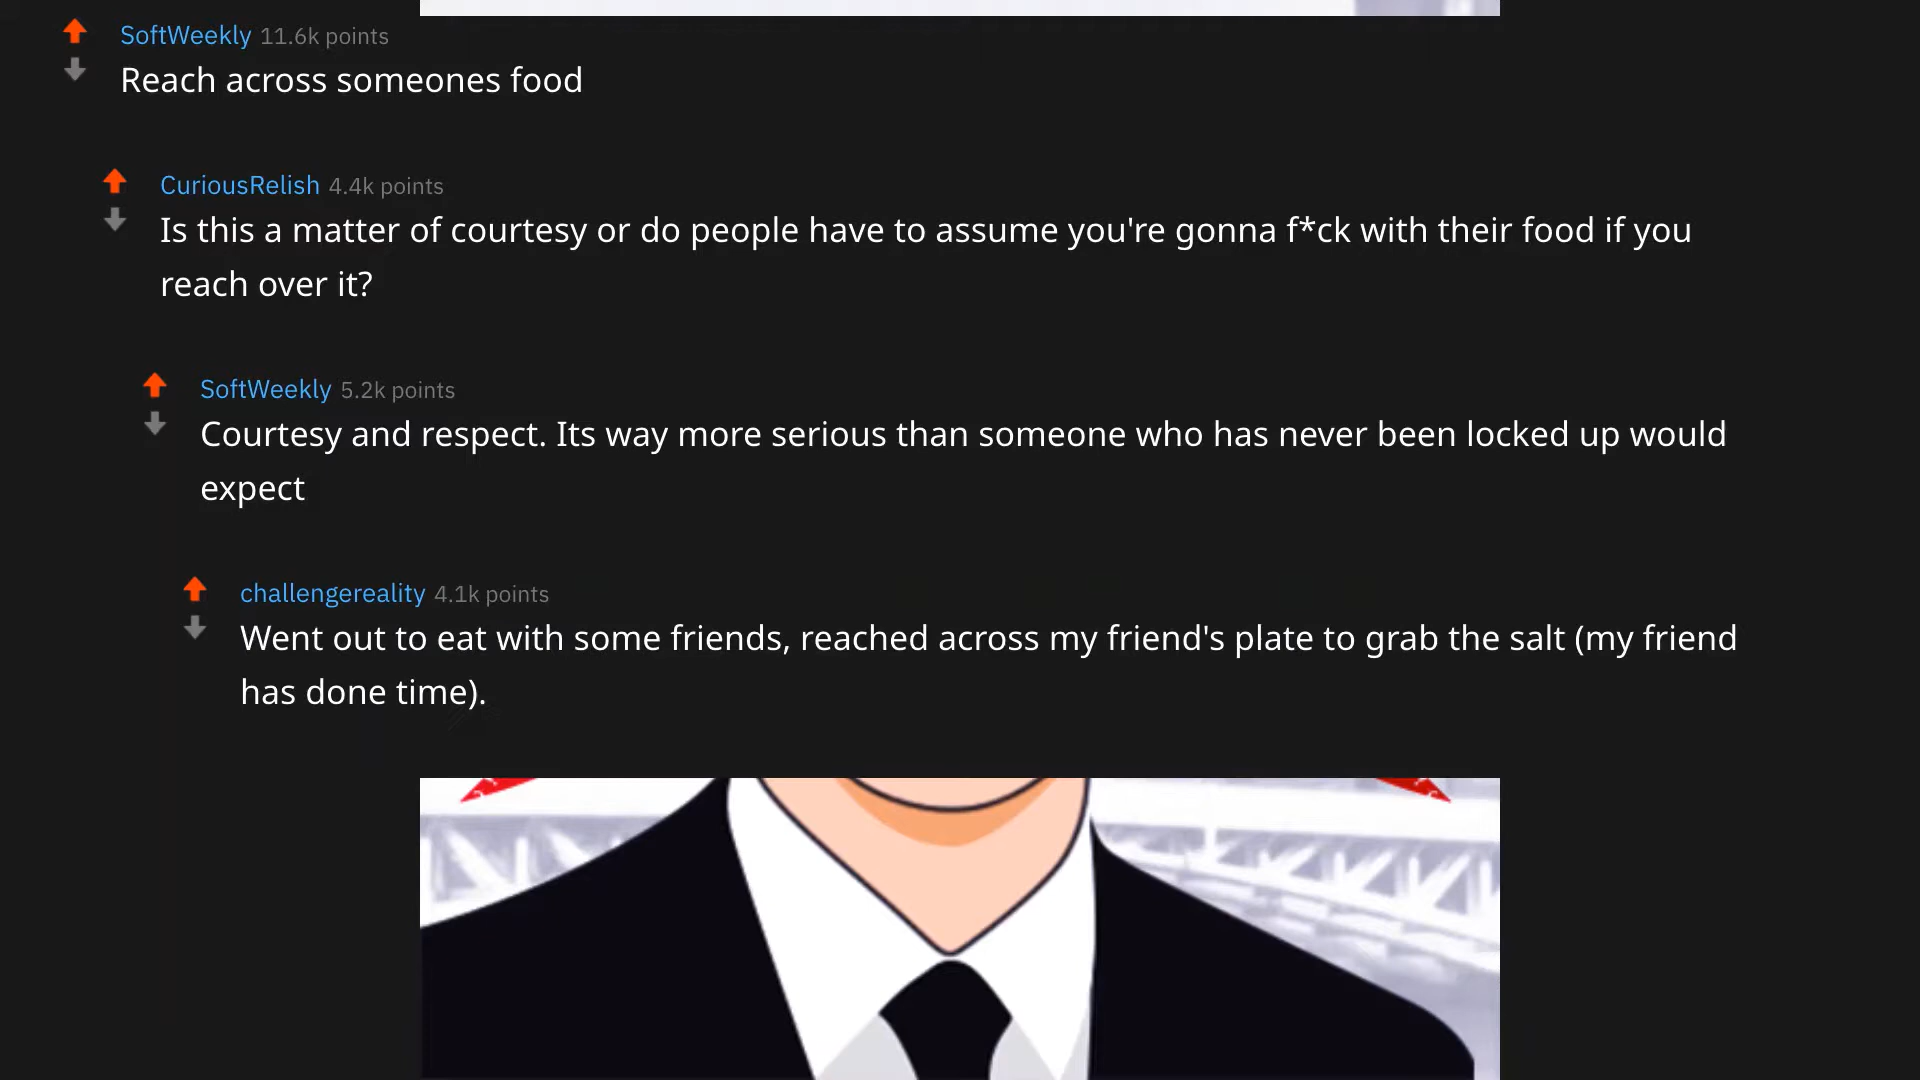 SoftWeekly 11.6k points
Reach across someones food
CuriousRelish 4.4k points
Is this a matter of courtesy or do people have to assume you're gonna f*ck with their food if you
reach over it?
SoftWeekly 5.2k points
Courtesy and respect. Its way more serious than someone who has never been locked up would
expect
challengereality 4.1k points
Went out to eat with some friends, reached across my friend's plate to grab the salt (my friend
has done time).